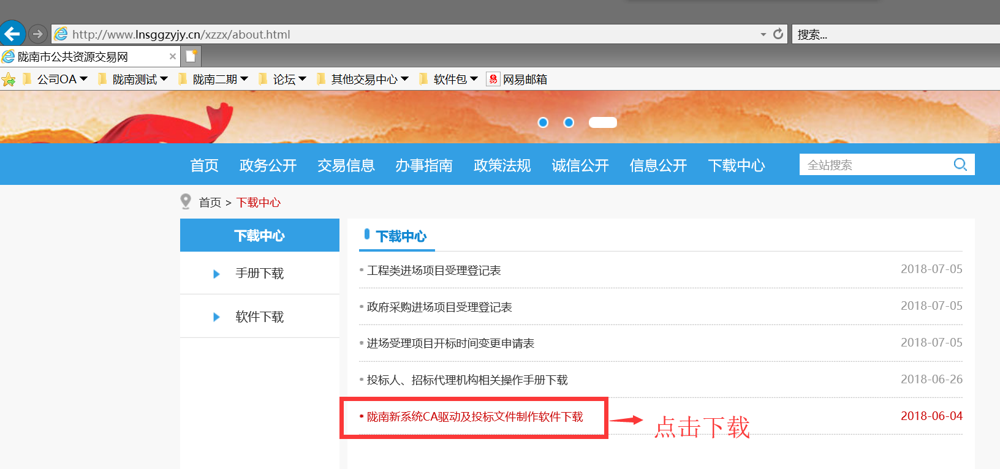 http://www.lnsggzyjy.cn/xzzx/about.html
搜索...
陇南市公共资源交易网
公司OA 陇南测试 陇南二期 论坛 其他交易中心 软件包 易 网易邮箱
首页 政务公开 交易信息 办事指南 政策法规 诚信公开 信息公开 下载中心 全站搜索
首页 > 下载中心
下载中心
手册下载
软件下载
下载中心
工程类进场项目受理登记表 2018-07-05
政府采购进场项目受理登记表 2018-07-05
进场受理项目开标时间变更申请表 2018-07-05
投标人、招标代理机构相关操作手册下载 2018-06-26
陇南新系统CA驱动及投标文件制作软件下载 2018-06-04
点击下载